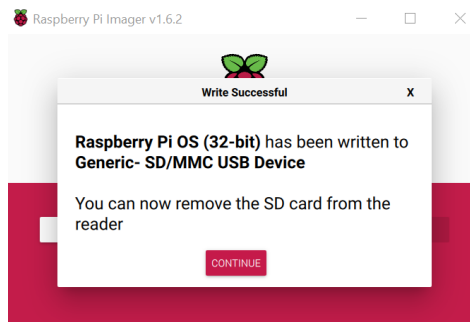 Raspberry Pi Imager v1.6.2
Write Successful
X
Raspberry Pi OS (32-bit) has been written to
Generic- SD/MMC USB Device
You can now remove the SD card from the
reader
CONTINUE